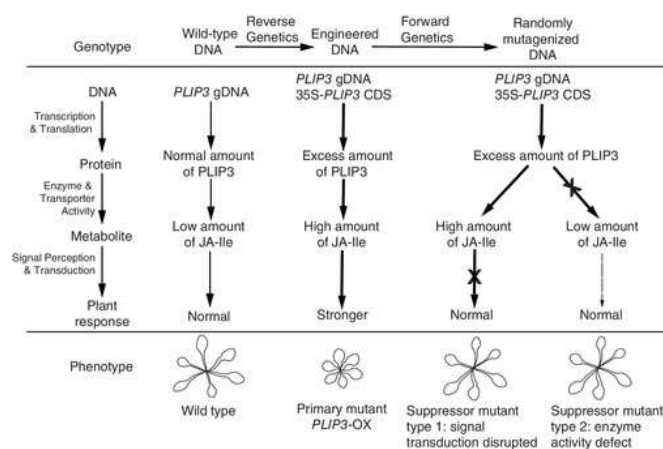 Genotype
Wild-type
DNA
Reverse
Genetics
Engineered
DNA
Forward
Genetics
Randomly
mutagenized
DNA
DNA
PLIP3 gDNA
PLIP3 gDNA
35S-PLIP3 CDS
PLIP3 gDNA
35S-PLIP3 CDS
Transcription
& Translation
Protein
Normal amount
of PLIP3
Excess amount
of PLIP3
Excess amount of PLIP3
Enzyme &
Transporter
Activity
Metabolite
Low amount
of JA-Ile
High amount
of JA-Ile
High amount
of JA-Ile
Low amount
of JA-Ile
Signal Perception
& Transduction
Plant
response
Normal
Stronger
Normal
Normal
Phenotype
Wild type
Primary mutant
PLIP3-OX
Suppressor mutant
type 1: signal
transduction disrupted
Suppressor mutant
type 2: enzyme
activity defect